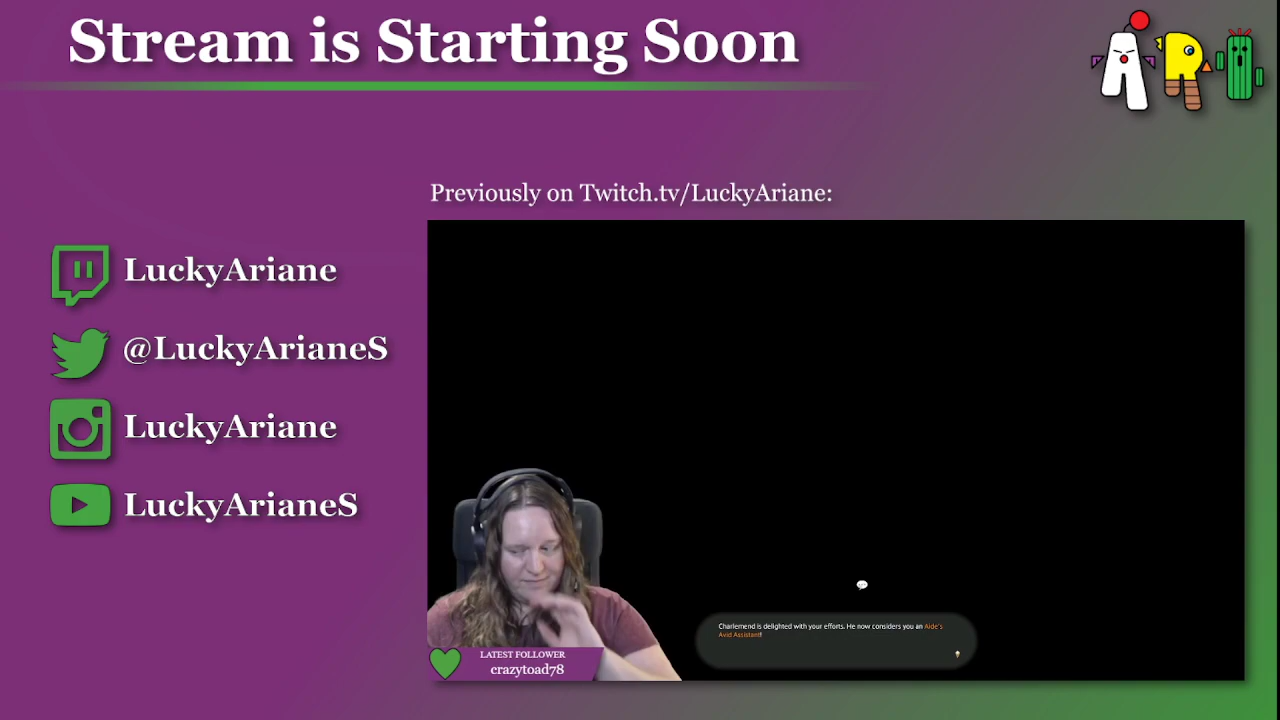 Stream is Starting Soon
ARI
Previously on Twitch.tv/LuckyAriane:
LuckyAriane
@LuckyArianeS
LuckyAriane
LuckyArianeS
Charlemend is delighted with your efforts. He now considers you an Aide's
Avid Assistant!
LATEST FOLLOWER
crazytoad78